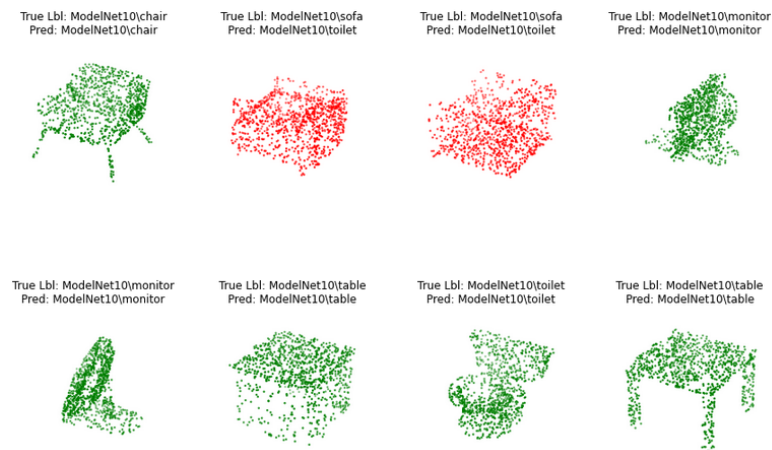 True Lbl: ModelNet10\chair
Pred: ModelNet10\chair
True Lbl: ModelNet10\sofa
Pred: ModelNet10\toilet
True Lbl: ModelNet10\sofa
Pred: ModelNet10\toilet
True Lbl: ModelNet10\monitor
Pred: ModelNet10\monitor
True Lbl: ModelNet10\monitor
Pred: ModelNet10\monitor
True Lbl: ModelNet10\table
Pred: ModelNet10\table
True Lbl: ModelNet10\toilet
Pred: ModelNet10\toilet
True Lbl: ModelNet10\table
Pred: ModelNet10\table